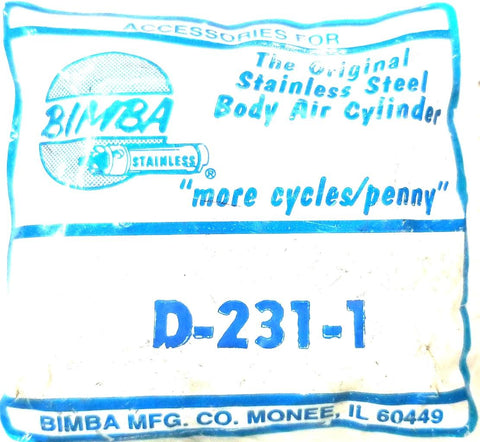 ACCESSORIES FOR
The Original
Stainless Steel
Body Air Cylinder
BIMBA
STAINLESS
®
"more cycles/penny"
D-231-1
BIMBA MFG. CO. MONEE, IL 60449